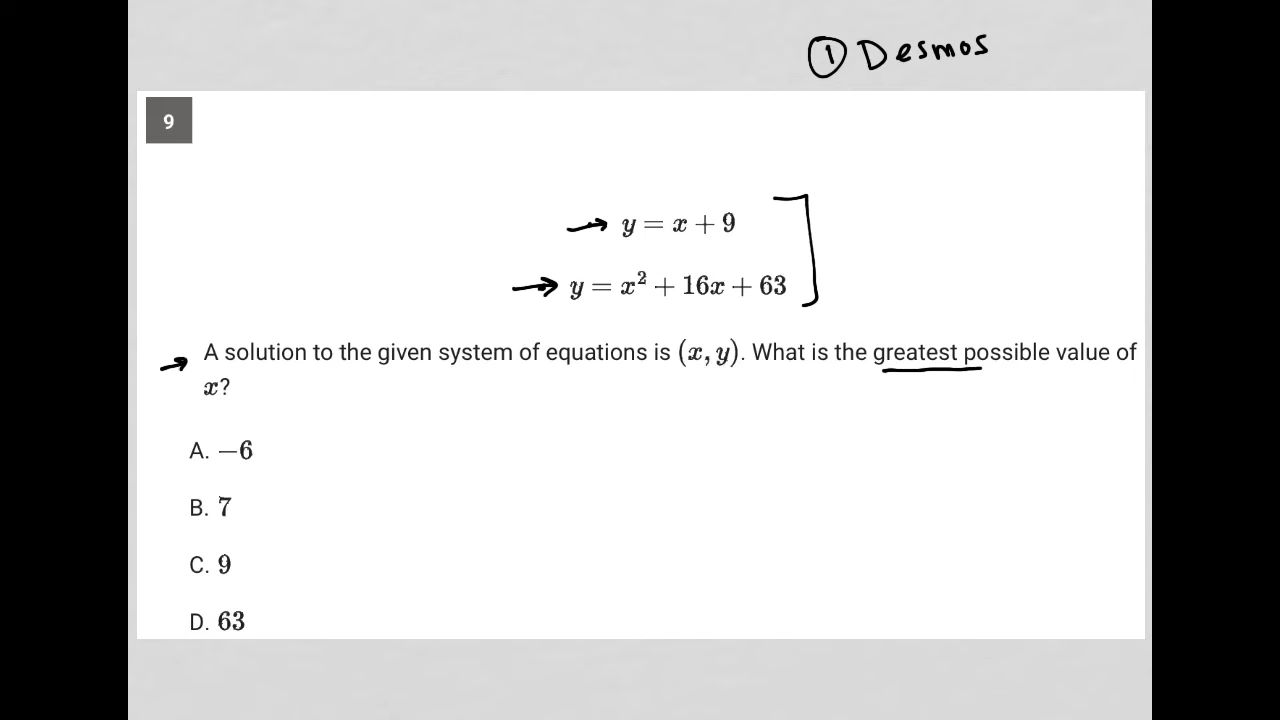 ① Desmos
9
→ y = x + 9
→ y = x² + 16x + 63
→ A solution to the given system of equations is (x, y). What is the greatest possible value of
x?
A. −6
B. 7
C. 9
D. 63